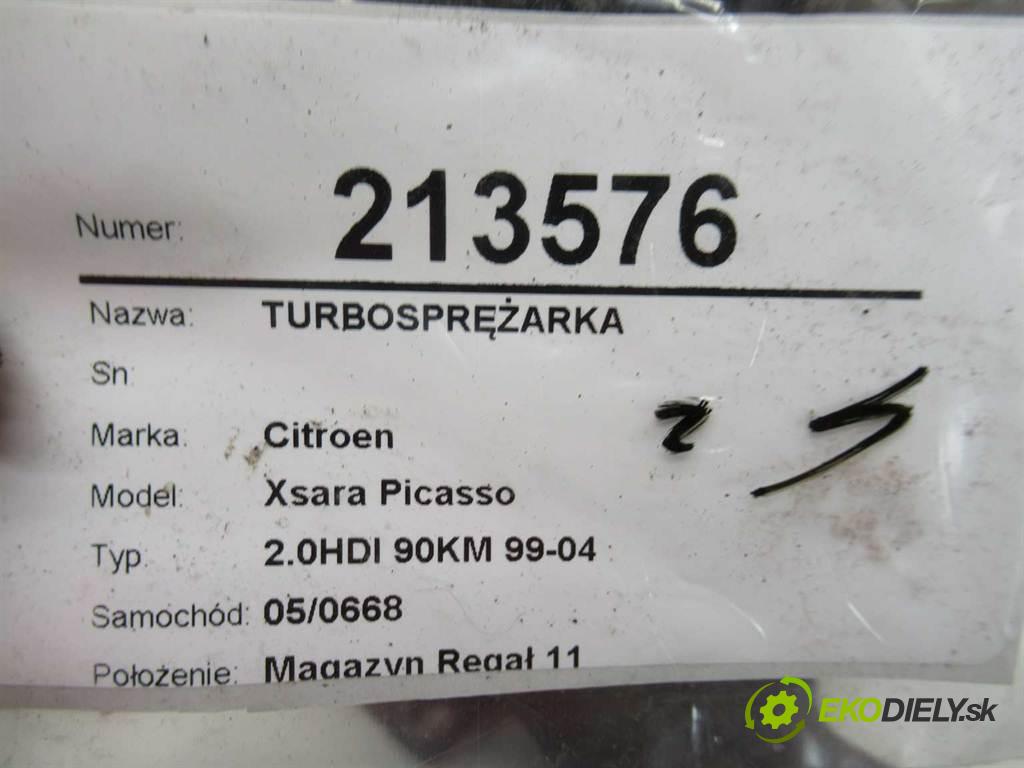 Numer: 213576
Nazwa: TURBOSPRĘŻARKA
Sn:
Marka: Citroen
Model: Xsara Picasso
Typ: 2.0HDI 90KM 99-04
Samochód: 05/0668
Położenie: Magazyn Regał 11
EKODIELY.sk